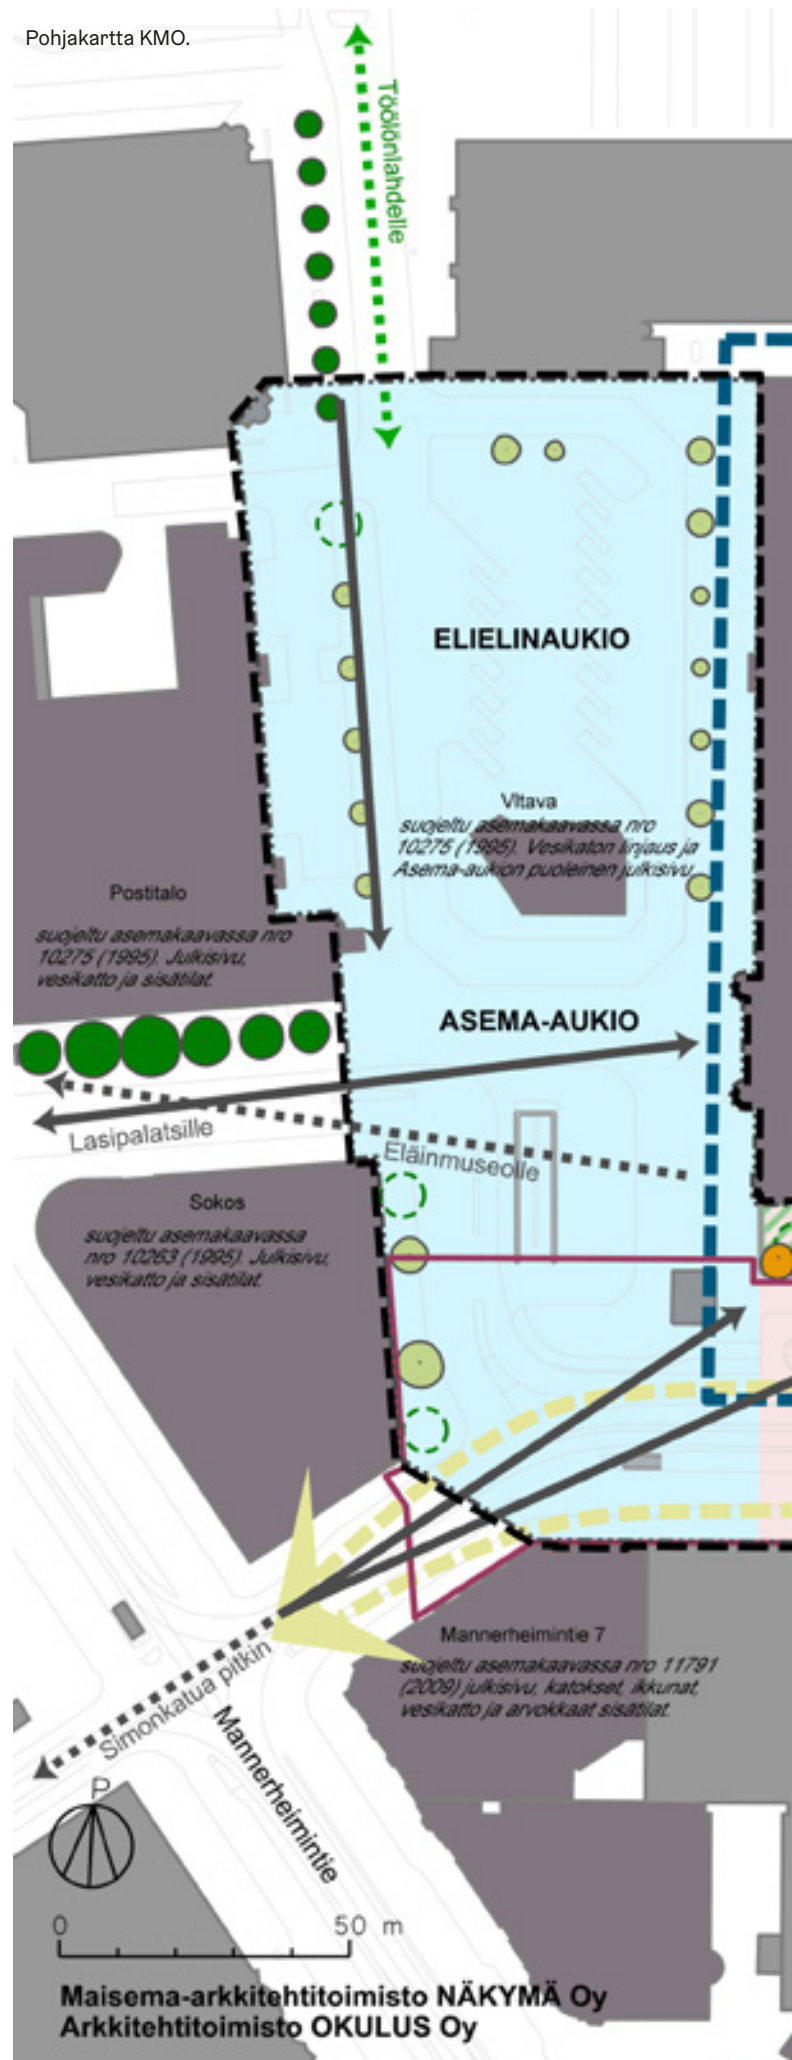 Pohjakartta KMO.
Töölönlahdelle
ELIELINAUKIO
Vltava
suojeltu asemakaavassa nro
10275 (1995). Vesikaton linjaus ja
Asema-aukion puoleinen julkisivu
Postitalo
suojeltu asemakaavassa nro
10275 (1995). Julkisivu,
vesikatto ja sisätilat.
ASEMA-AUKIO
Lasipalatsille
Eläinmuseolle
Sokos
suojeltu asemakaavassa
nro 10263 (1995). Julkisivu,
vesikatto ja sisätilat.
Mannerheimintie 7
suojeltu asemakaavassa nro 11791
(2009) julkisivu, katokset, ikkunat,
vesikatto ja arvokkaat sisätilat.
Simonkatua pitkin
Mannerheimintie
P
0 50 m
Maisema-arkkitehtitoimisto NÄKYMÄ Oy
Arkkitehtitoimisto OKULUS Oy